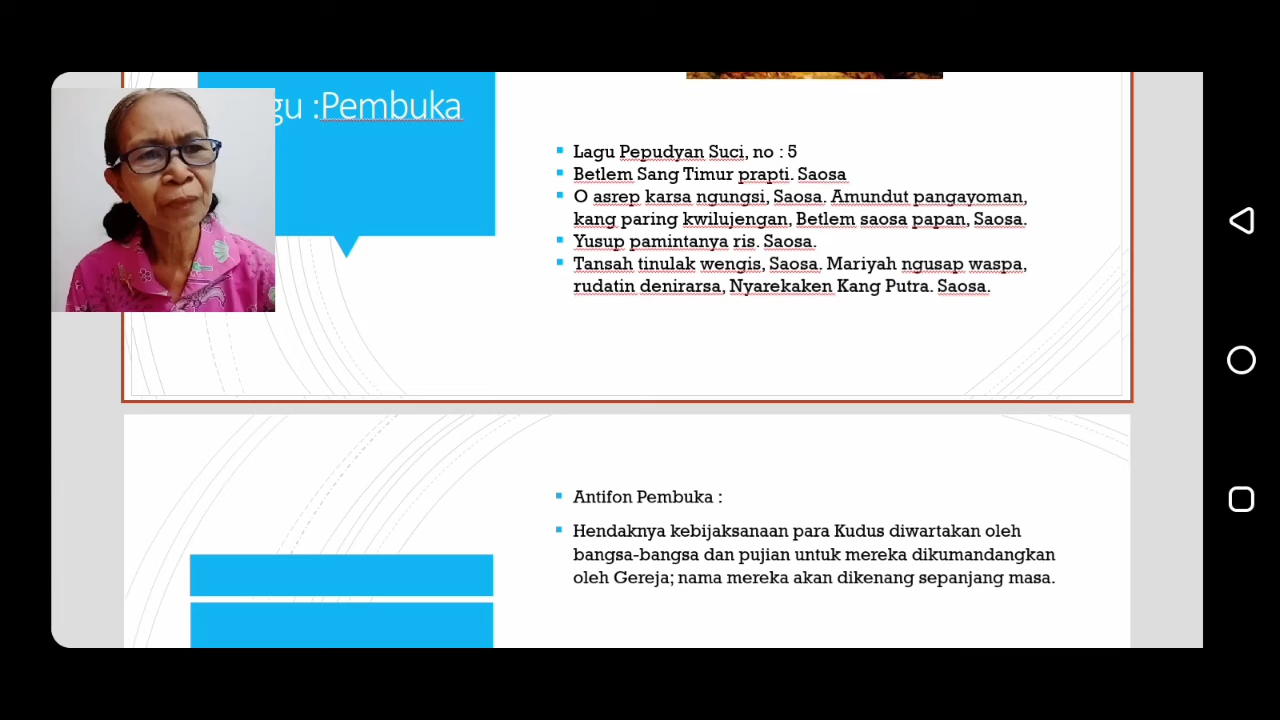 gu :Pembuka
Lagu Pepudyan Suci, no : 5
Betlem Sang Timur prapti. Saosa
O asrep karsa ngungsi, Saosa. Amundut pangayoman,
kang paring kwilujengan, Betlem saosa papan, Saosa.
Yusup pamintanya ris. Saosa.
Tansah tinulak wengis, Saosa. Mariyah ngusap waspa,
rudatin denirarsa, Nyarekaken Kang Putra. Saosa.
Antifon Pembuka :
Hendaknya kebijaksanaan para Kudus diwartakan oleh
bangsa-bangsa dan pujian untuk mereka dikumandangkan
oleh Gereja; nama mereka akan dikenang sepanjang masa.